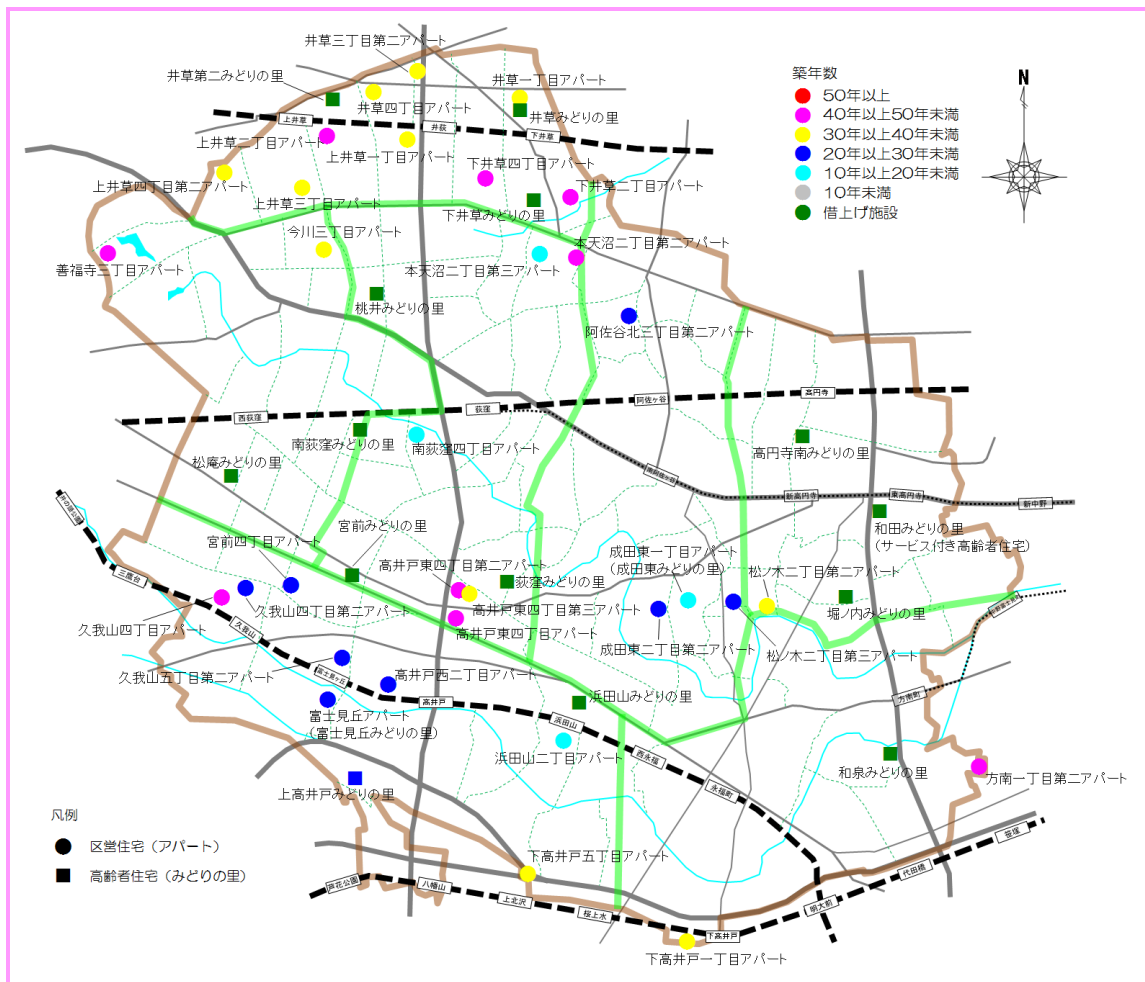 井草三丁目第二アパート
井草第二みどりの里
井草一丁目アパート
井草四丁目アパート
井草みどりの里
上井草
井荻
下井草
上井草二丁目アパート
上井草一丁目アパート
下井草四丁目アパート
上井草四丁目第二アパート
下井草二丁目アパート
上井草三丁目アパート
下井草みどりの里
今川三丁目アパート
本天沼二丁目第二アパート
善福寺三丁目アパート
本天沼二丁目第三アパート
桃井みどりの里
阿佐谷北三丁目第二アパート
築年数
50年以上
40年以上50年未満
30年以上40年未満
20年以上30年未満
10年以上20年未満
10年未満
借上げ施設
N
西荻窪
荻窪
阿佐ヶ谷
高円寺
南荻窪みどりの里
南荻窪四丁目アパート
高円寺南みどりの里
松庵みどりの里
南阿佐ヶ谷
新高円寺
東高円寺
新中野
井の頭公園
宮前みどりの里
和田みどりの里
(サービス付き高齢者住宅)
宮前四丁目アパート
成田東一丁目アパート
(成田東みどりの里)
高井戸東四丁目第二アパート
松ノ木二丁目第二アパート
三鷹台
荻窪みどりの里
中野富士見町
久我山四丁目第二アパート
高井戸東四丁目第三アパート
堀ノ内みどりの里
久我山四丁目アパート
久我山
高井戸東四丁目アパート
成田東二丁目第二アパート
松ノ木二丁目第三アパート
久我山五丁目第二アパート
富士見ヶ丘
高井戸西二丁目アパート
高井戸
浜田山みどりの里
方南町
富士見丘アパート
(富士見丘みどりの里)
浜田山
浜田山二丁目アパート
西永福
和泉みどりの里
方南一丁目第二アパート
上高井戸みどりの里
永福町
凡例
区営住宅(アパート)
高齢者住宅(みどりの里)
下高井戸五丁目アパート
笹塚
代田橋
芦花公園
八幡山
上北沢
桜上水
明大前
下高井戸
下高井戸一丁目アパート